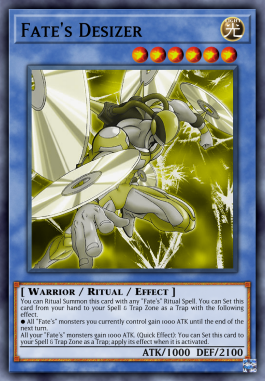 Fate's Desizer
LIGHT
光
[ Warrior / Ritual / Effect ]
You can Ritual Summon this card with any "Fate's" Ritual Spell. You can Set this
card from your hand to your Spell & Trap Zone as a Trap with the following
effect.
● All "Fate's" monsters you currently control gain 1000 ATK until the end of the
next turn.
All your "Fate's" monsters gain 1000 ATK. (Quick Effect): You can Set this card to
your Spell & Trap Zone as a Trap; apply its effect when it is activated.
ATK/1000 DEF/2100